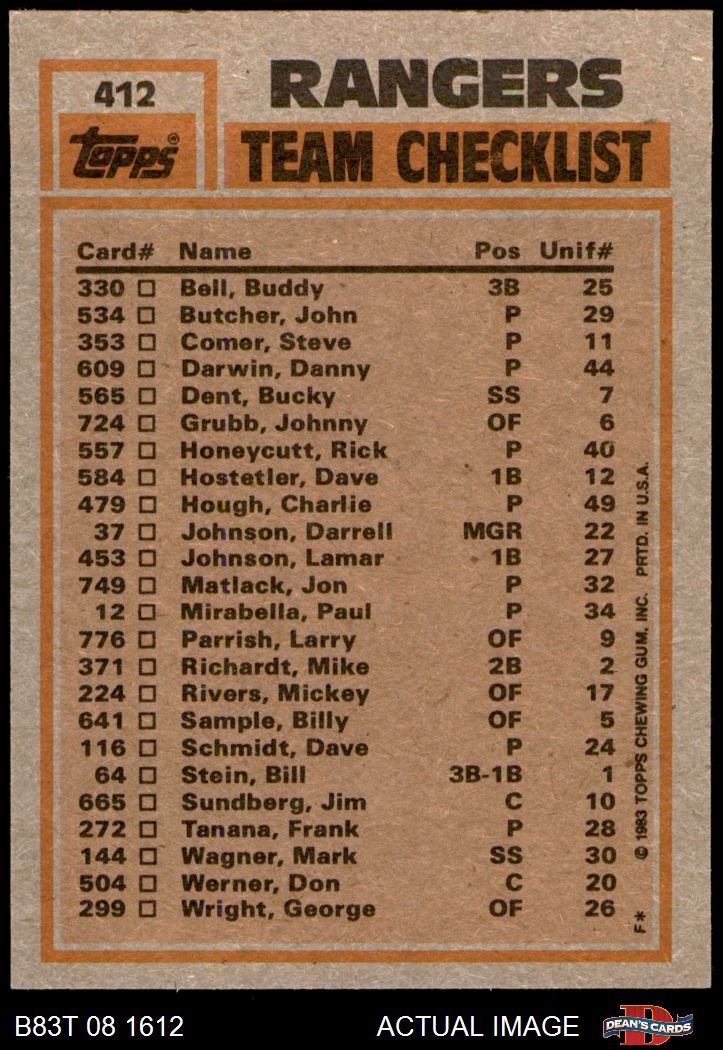 412
topps®
RANGERS
TEAM CHECKLIST
Card# Name Pos Unif#
330 □ Bell, Buddy 3B 25
534 □ Butcher, John P 29
353 □ Comer, Steve P 11
609 □ Darwin, Danny P 44
565 □ Dent, Bucky SS 7
724 □ Grubb, Johnny OF 6
557 □ Honeycutt, Rick P 40
584 □ Hostetler, Dave 1B 12
479 □ Hough, Charlie P 49
37 □ Johnson, Darrell MGR 22
453 □ Johnson, Lamar 1B 27
749 □ Matlack, Jon P 32
12 □ Mirabella, Paul P 34
776 □ Parrish, Larry OF 9
371 □ Richardt, Mike 2B 2
224 □ Rivers, Mickey OF 17
641 □ Sample, Billy OF 5
116 □ Schmidt, Dave P 24
64 □ Stein, Bill 3B-1B 1
665 □ Sundberg, Jim C 10
272 □ Tanana, Frank P 28
144 □ Wagner, Mark SS 30
504 □ Werner, Don C 20
299 □ Wright, George OF 26
F* © 1983 TOPPS CHEWING GUM, INC. PRTD. IN U.S.A.
B83T 08 1612 ACTUAL IMAGE
D
DEAN'S CARDS